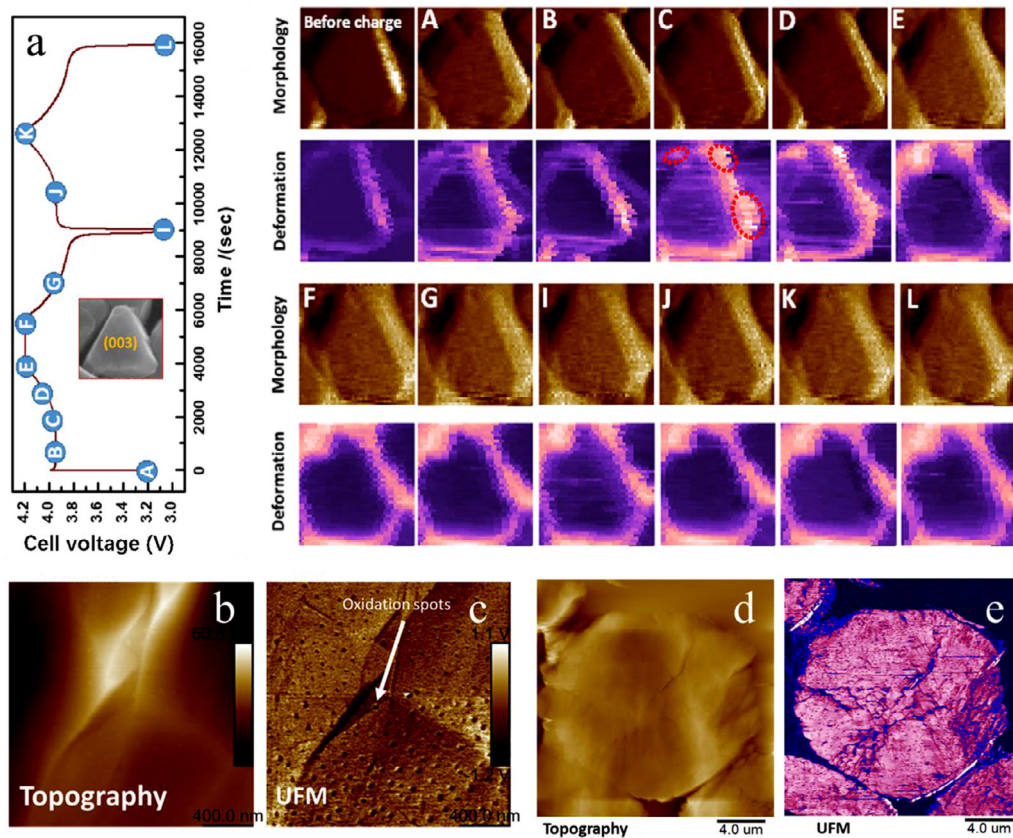 a
Cell voltage (V)
4.2 4.0 3.8 3.6 3.4 3.2 3.0
Time /(sec)
0 2000 4000 6000 8000 10000 12000 14000 16000
A B C D E F G I J K L
(003)
Before charge A B C D E
Morphology
Deformation
F G I J K L
Morphology
Deformation
b
Topography
400.0 nm
c
Oxidation spots
1.1 V
UFM
400.0 nm
d
Topography 4.0 um
e
UFM 4.0 um